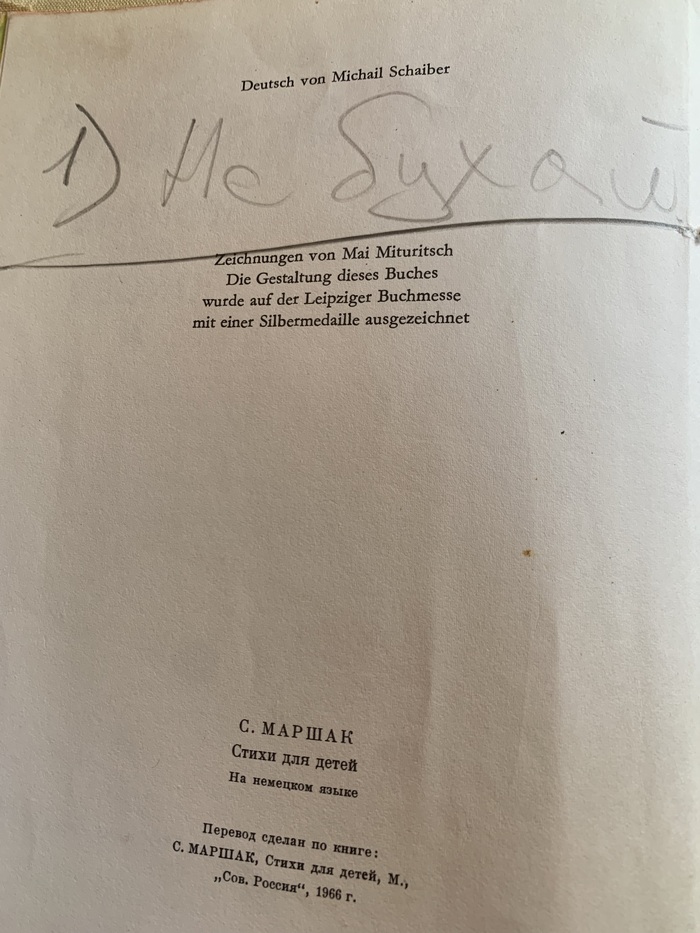 Deutsch von Michail Schaiber
1) Не бухай
Zeichnungen von Mai Mituritsch
Die Gestaltung dieses Buches
wurde auf der Leipziger Buchmesse
mit einer Silbermedaille ausgezeichnet
С. МАРШАК
Стихи для детей
На немецком языке
Перевод сделан по книге:
С. МАРШАК, Стихи для детей, М.,
„Сов. Россия“, 1966 г.